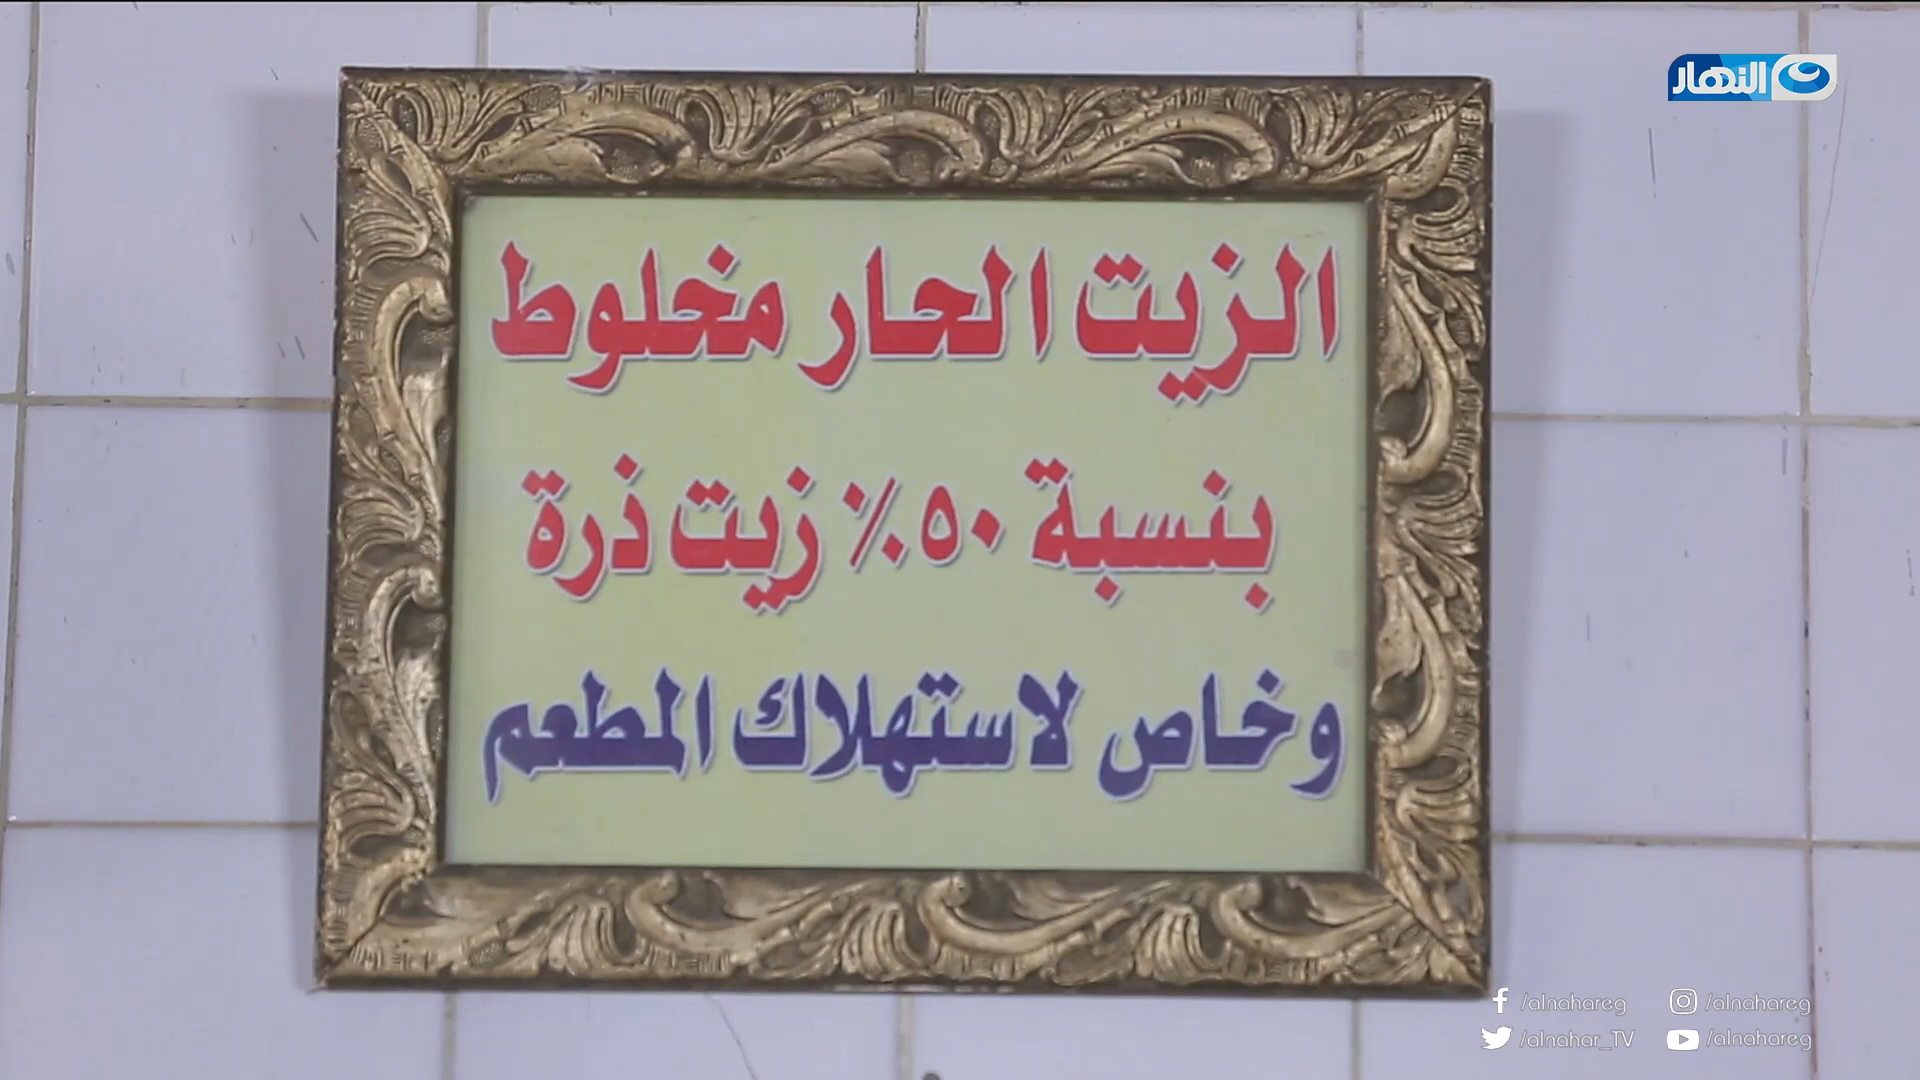 النهار
الزيت الحار مخلوط
بنسبة ٥٠٪ زيت ذرة
وخاص لاستهلاك المطعم
/alnahareg
/alnahareg
/alnahar_TV
/alnahareg